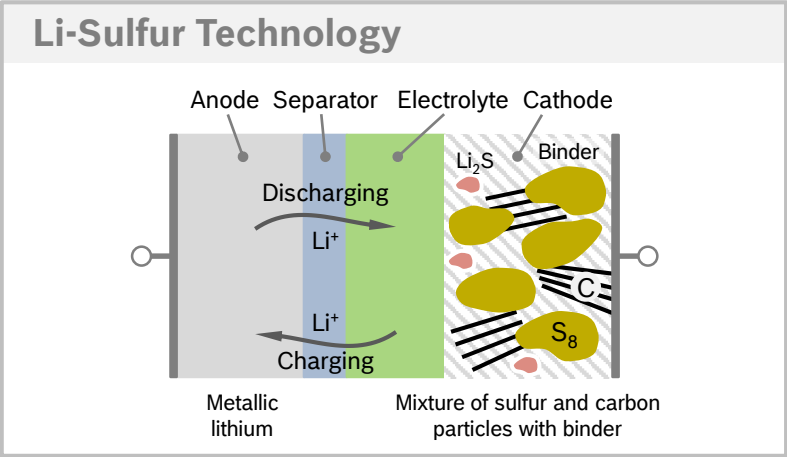 Li-Sulfur Technology
Anode Separator Electrolyte Cathode
Li₂S
Binder
Discharging
Li⁺
C
Li⁺
S₈
Charging
Metallic
lithium
Mixture of sulfur and carbon
particles with binder